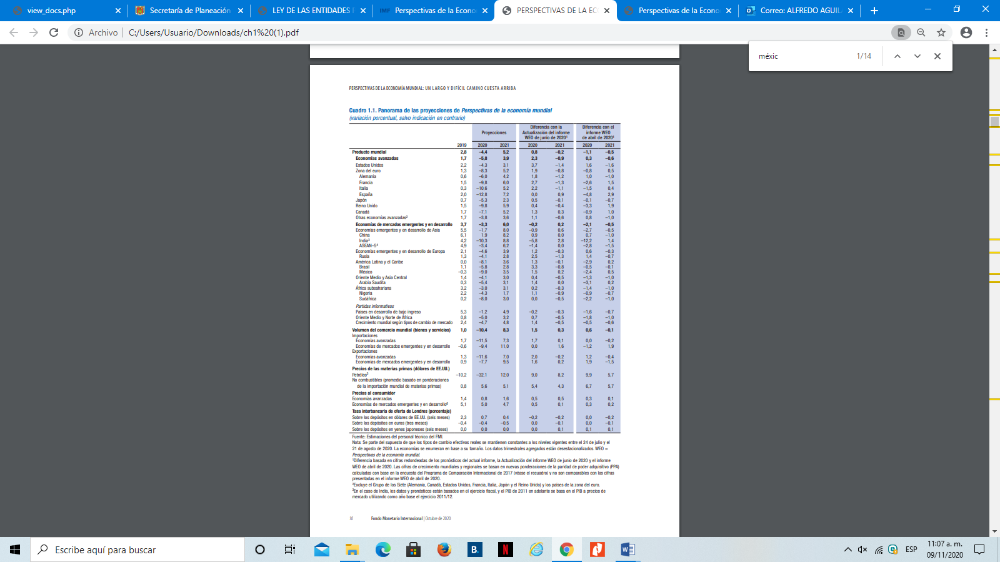 view_docs.php
Secretaría de Planeación
LEY DE LAS ENTIDADES
IMF Perspectivas de la Econo
PERSPECTIVAS DE LA EC
Perspectivas de la Econo
Correo: ALFREDO AGUIL
Archivo C:/Users/Usuario/Downloads/ch1%20(1).pdf
méxic 1/14
PERSPECTIVAS DE LA ECONOMÍA MUNDIAL: UN LARGO Y DIFÍCIL CAMINO CUESTA ARRIBA
Cuadro 1.1. Panorama de las proyecciones de Perspectivas de la economía mundial
(variación porcentual, salvo indicación en contrario)
Diferencia con la Diferencia con el
Proyecciones Actualización del informe informe WEO
WEO de junio de 2020¹ de abril de 2020¹
2019 2020 2021 2020 2021 2020 2021
Producto mundial 2,8 –4,4 5,2 0,8 –0,2 –1,1 –0,5
Economías avanzadas 1,7 –5,8 3,9 2,3 –0,9 0,3 –0,6
Estados Unidos 2,2 –4,3 3,1 3,7 –1,4 1,6 –1,6
Zona del euro 1,3 –8,3 5,2 1,9 –0,8 –0,8 0,5
Alemania 0,6 –6,0 4,2 1,8 –1,2 1,0 –1,0
Francia 1,5 –9,8 6,0 2,7 –1,3 –2,6 1,5
Italia 0,3 –10,6 5,2 2,2 –1,1 –1,5 0,4
España 2,0 –12,8 7,2 0,0 0,9 –4,8 2,9
Japón 0,7 –5,3 2,3 0,5 –0,1 –0,1 –0,7
Reino Unido 1,5 –9,8 5,9 0,4 –0,4 –3,3 1,9
Canadá 1,7 –7,1 5,2 1,3 0,3 –0,9 1,0
Otras economías avanzadas² 1,7 –3,8 3,6 1,1 –0,6 0,8 –1,0
Economías de mercados emergentes y en desarrollo 3,7 –3,3 6,0 –0,2 0,2 –2,1 –0,5
Economías emergentes y en desarrollo de Asia 5,5 –1,7 8,0 –0,9 0,6 –2,7 –0,5
China 6,1 1,9 8,2 0,9 0,0 0,7 –1,0
India³ 4,2 –10,3 8,8 –5,8 2,8 –12,2 1,4
ASEAN–5⁴ 4,9 –3,4 6,2 –1,4 0,0 –2,8 –1,5
Economías emergentes y en desarrollo de Europa 2,1 –4,6 3,9 1,2 –0,3 0,6 –0,3
Rusia 1,3 –4,1 2,8 2,5 –1,3 1,4 –0,7
América Latina y el Caribe 0,0 –8,1 3,6 1,3 –0,1 –2,9 0,2
Brasil 1,1 –5,8 2,8 3,3 –0,8 –0,5 –0,1
México –0,3 –9,0 3,5 1,5 0,2 –2,4 0,5
Oriente Medio y Asia Central 1,4 –4,1 3,0 0,4 –0,5 –1,3 –1,0
Arabia Saudita 0,3 –5,4 3,1 1,4 0,0 –3,1 0,2
África subsahariana 3,2 –3,0 3,1 0,2 –0,3 –1,4 –1,0
Nigeria 2,2 –4,3 1,7 1,1 –0,9 –0,9 –0,7
Sudáfrica 0,2 –8,0 3,0 0,0 –0,5 –2,2 –1,0
Partidas informativas
Países en desarrollo de bajo ingreso 5,3 –1,2 4,9 –0,2 –0,3 –1,6 –0,7
Oriente Medio y Norte de África 0,8 –5,0 3,2 0,7 –0,5 –1,8 –1,0
Crecimiento mundial según tipos de cambio de mercado 2,4 –4,7 4,8 1,4 –0,5 –0,5 –0,6
Volumen del comercio mundial (bienes y servicios) 1,0 –10,4 8,3 1,5 0,3 0,6 –0,1
Importaciones
Economías avanzadas 1,7 –11,5 7,3 1,7 0,1 0,0 –0,2
Economías de mercados emergentes y en desarrollo –0,6 –9,4 11,0 0,0 1,6 –1,2 1,9
Exportaciones
Economías avanzadas 1,3 –11,6 7,0 2,0 –0,2 1,2 –0,4
Economías de mercados emergentes y en desarrollo 0,9 –7,7 9,5 1,6 0,2 1,9 –1,5
Precios de las materias primas (dólares de EE.UU.)
Petróleo⁵ –10,2 –32,1 12,0 9,0 8,2 9,9 5,7
No combustibles (promedio basado en ponderaciones
de la importación mundial de materias primas) 0,8 5,6 5,1 5,4 4,3 6,7 5,7
Precios al consumidor
Economías avanzadas 1,4 0,8 1,6 0,5 0,5 0,3 0,1
Economías de mercados emergentes y en desarrollo⁶ 5,1 5,0 4,7 0,5 0,1 0,3 0,2
Tasa interbancaria de oferta de Londres (porcentaje)
Sobre los depósitos en dólares de EE.UU. (seis meses) 2,3 0,7 0,4 –0,2 –0,2 0,0 –0,2
Sobre los depósitos en euros (tres meses) –0,4 –0,4 –0,5 0,0 –0,1 0,0 –0,1
Sobre los depósitos en yenes japoneses (seis meses) 0,0 0,0 0,0 0,0 0,1 0,1 0,1
Fuente: Estimaciones del personal técnico del FMI.
Nota: Se parte del supuesto de que los tipos de cambio efectivos reales se mantienen constantes a los niveles vigentes entre el 24 de julio y el
21 de agosto de 2020. La economías se enumeran en base a su tamaño. Los datos trimestrales agregados están desestacionalizados. WEO =
Perspectivas de la economía mundial.
¹Diferencia basada en cifras redondeadas de los pronósticos del actual informe, la Actualización del informe WEO de junio de 2020 y el informe
WEO de abril de 2020. Las cifras de crecimiento mundiales y regionales se basan en nuevas ponderaciones de la paridad de poder adquisitivo (PPA)
calculadas con base en la encuesta del Programa de Comparación Internacional de 2017 (véase el recuadro) y no son comparables con las cifras
presentadas en el informe WEO de abril de 2020.
²Excluye el Grupo de los Siete (Alemania, Canadá, Estados Unidos, Francia, Italia, Japón y el Reino Unido) y los países de la zona del euro.
³En el caso de India, los datos y pronósticos están basados en el ejercicio fiscal, y el PIB de 2011 en adelante se basa en el PIB a precios de
mercado utilizando como año base el ejercicio 2011/12.
10 Fondo Monetario Internacional | Octubre de 2020
Escribe aquí para buscar
B.
N
ESP
11:07 a. m.
09/11/2020